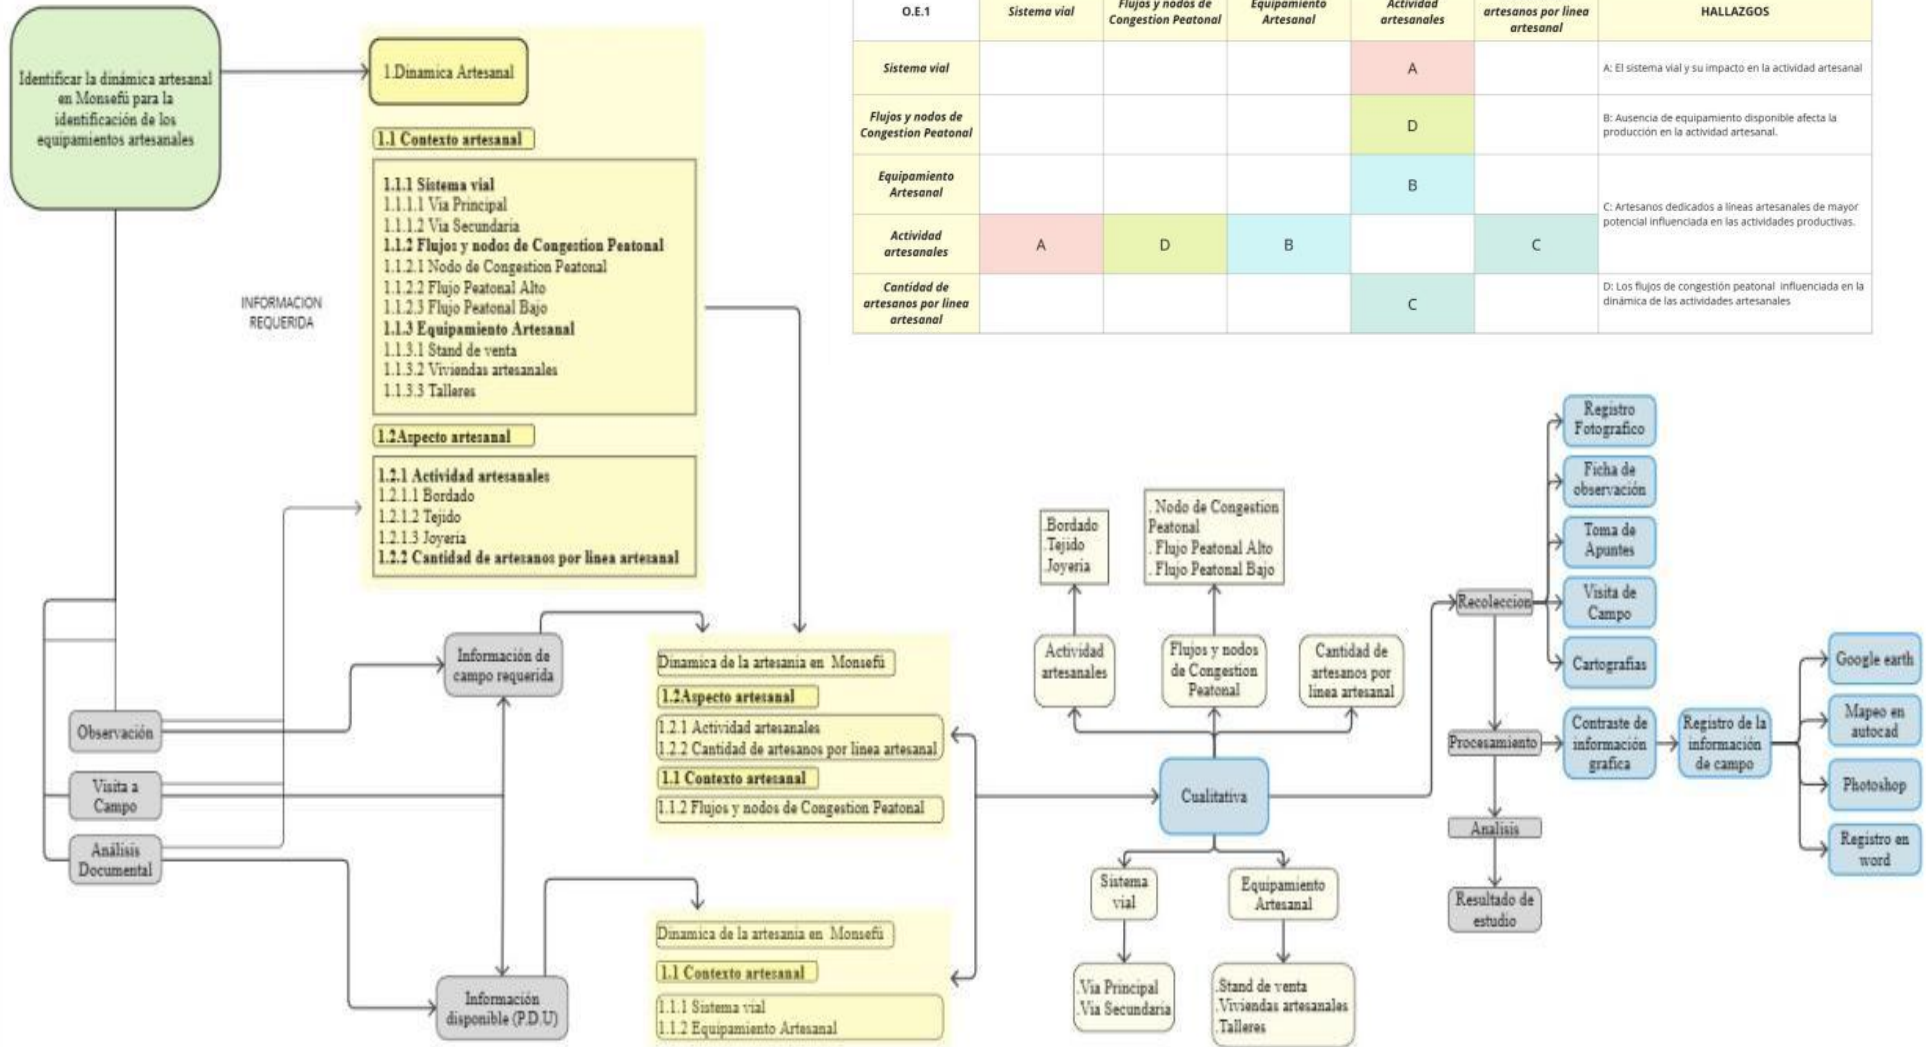 Identificar la dinámica artesanal
en Monsefú para la
identificación de los
equipamientos artesanales
1.Dinamica Artesanal
1.1 Contexto artesanal
1.1.1 Sistema vial
1.1.1.1 Via Principal
1.1.1.2 Via Secundaria
1.1.2 Flujos y nodos de Congestion Peatonal
1.1.2.1 Nodo de Congestion Peatonal
1.1.2.2 Flujo Peatonal Alto
1.1.2.3 Flujo Peatonal Bajo
1.1.3 Equipamiento Artesanal
1.1.3.1 Stand de venta
1.1.3.2 Viviendas artesanales
1.1.3.3 Talleres
1.2Aspecto artesanal
1.2.1 Actividad artesanales
1.2.1.1 Bordado
1.2.1.2 Tejido
1.2.1.3 Joyeria
1.2.2 Cantidad de artesanos por linea artesanal
INFORMACION
REQUERIDA
O.E.1
Sistema vial
Flujos y nodos de
Congestion Peatonal
Equipamiento
Artesanal
Actividad
artesanales
artesanos por linea
artesanal
HALLAZGOS
Sistema vial
A
A: El sistema vial y su impacto en la actividad artesanal
Flujos y nodos de
Congestion Peatonal
D
B: Ausencia de equipamiento disponible afecta la
producción en la actividad artesanal.
Equipamiento
Artesanal
B
C: Artesanos dedicados a líneas artesanales de mayor
potencial influenciada en las actividades productivas.
Actividad
artesanales
A
D
B
C
Cantidad de
artesanos por linea
artesanal
C
D: Los flujos de congestión peatonal influenciada en la
dinámica de las actividades artesanales
Observación
Visita a
Campo
Análisis
Documental
Información de
campo requerida
Información
disponible (P.D.U)
Dinamica de la artesania en Monsefú
1.2Aspecto artesanal
1.2.1 Actividad artesanales
1.2.2 Cantidad de artesanos por linea artesanal
1.1 Contexto artesanal
1.1.2 Flujos y nodos de Congestion Peatonal
Dinamica de la artesania en Monsefú
1.1 Contexto artesanal
1.1.1 Sistema vial
1.1.2 Equipamiento Artesanal
.Bordado
.Tejido
.Joyeria
. Nodo de Congestion
Peatonal
. Flujo Peatonal Alto
. Flujo Peatonal Bajo
Actividad
artesanales
Flujos y nodos
de Congestion
Peatonal
Cantidad de
artesanos por
linea artesanal
Cualitativa
Sistema
vial
Equipamiento
Artesanal
.Via Principal
.Via Secundaria
.Stand de venta
.Viviendas artesanales
.Talleres
Recoleccion
Procesamiento
Analisis
Resultado de
estudio
Registro
Fotografico
Ficha de
observación
Toma de
Apuntes
Visita de
Campo
Cartografias
Contraste de
información
grafica
Registro de la
información
de campo
Google earth
Mapeo en
autocad
Photoshop
Registro en
word